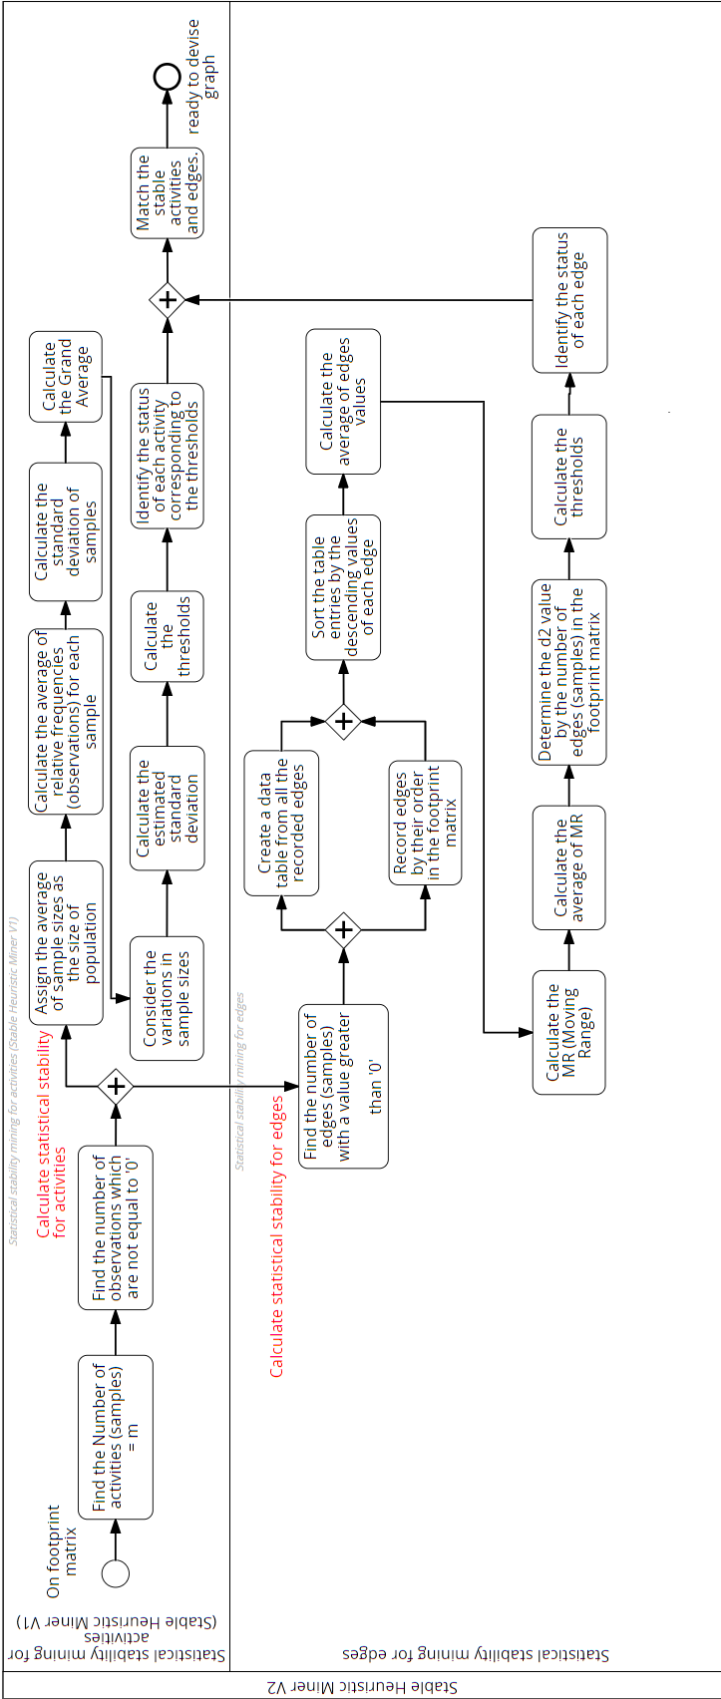 Stable Heuristic Miner V2
Statistical stability mining for
activities
(Stable Heuristic Miner V1)
Statistical stability mining for activities (Stable Heuristic Miner V1)
On footprint
matrix
Find the Number of
activities (samples)
= m
Find the number of
observations which
are not equal to '0'
Calculate statistical stability
for activities
Assign the average
of sample sizes as
the size of
population
Calculate the average of
relative frequencies
(observations) for each
sample
Calculate the
standard
deviation of
samples
Calculate
the Grand
Average
Consider the
variations in
sample sizes
Calculate the
estimated
standard
deviation
Calculate
the
thresholds
Identify the status
of each activity
corresponding to
the thresholds
Match the
stable
activities
and edges.
ready to devise
graph
Statistical stability mining for edges
Statistical stability mining for edges
Calculate statistical stability for edges
Find the number of
edges (samples)
with a value greater
than '0'
Create a data
table from all the
recorded edges
Record edges
by their order
in the footprint
matrix
Sort the table
entries by the
descending values
of each edge
Calculate the
average of edges
values
Calculate the
MR (Moving
Range)
Calculate the
average of MR
Determine the d2 value
by the number of
edges (samples) in the
footprint matrix
Calculate the
thresholds
Identify the status
of each edge